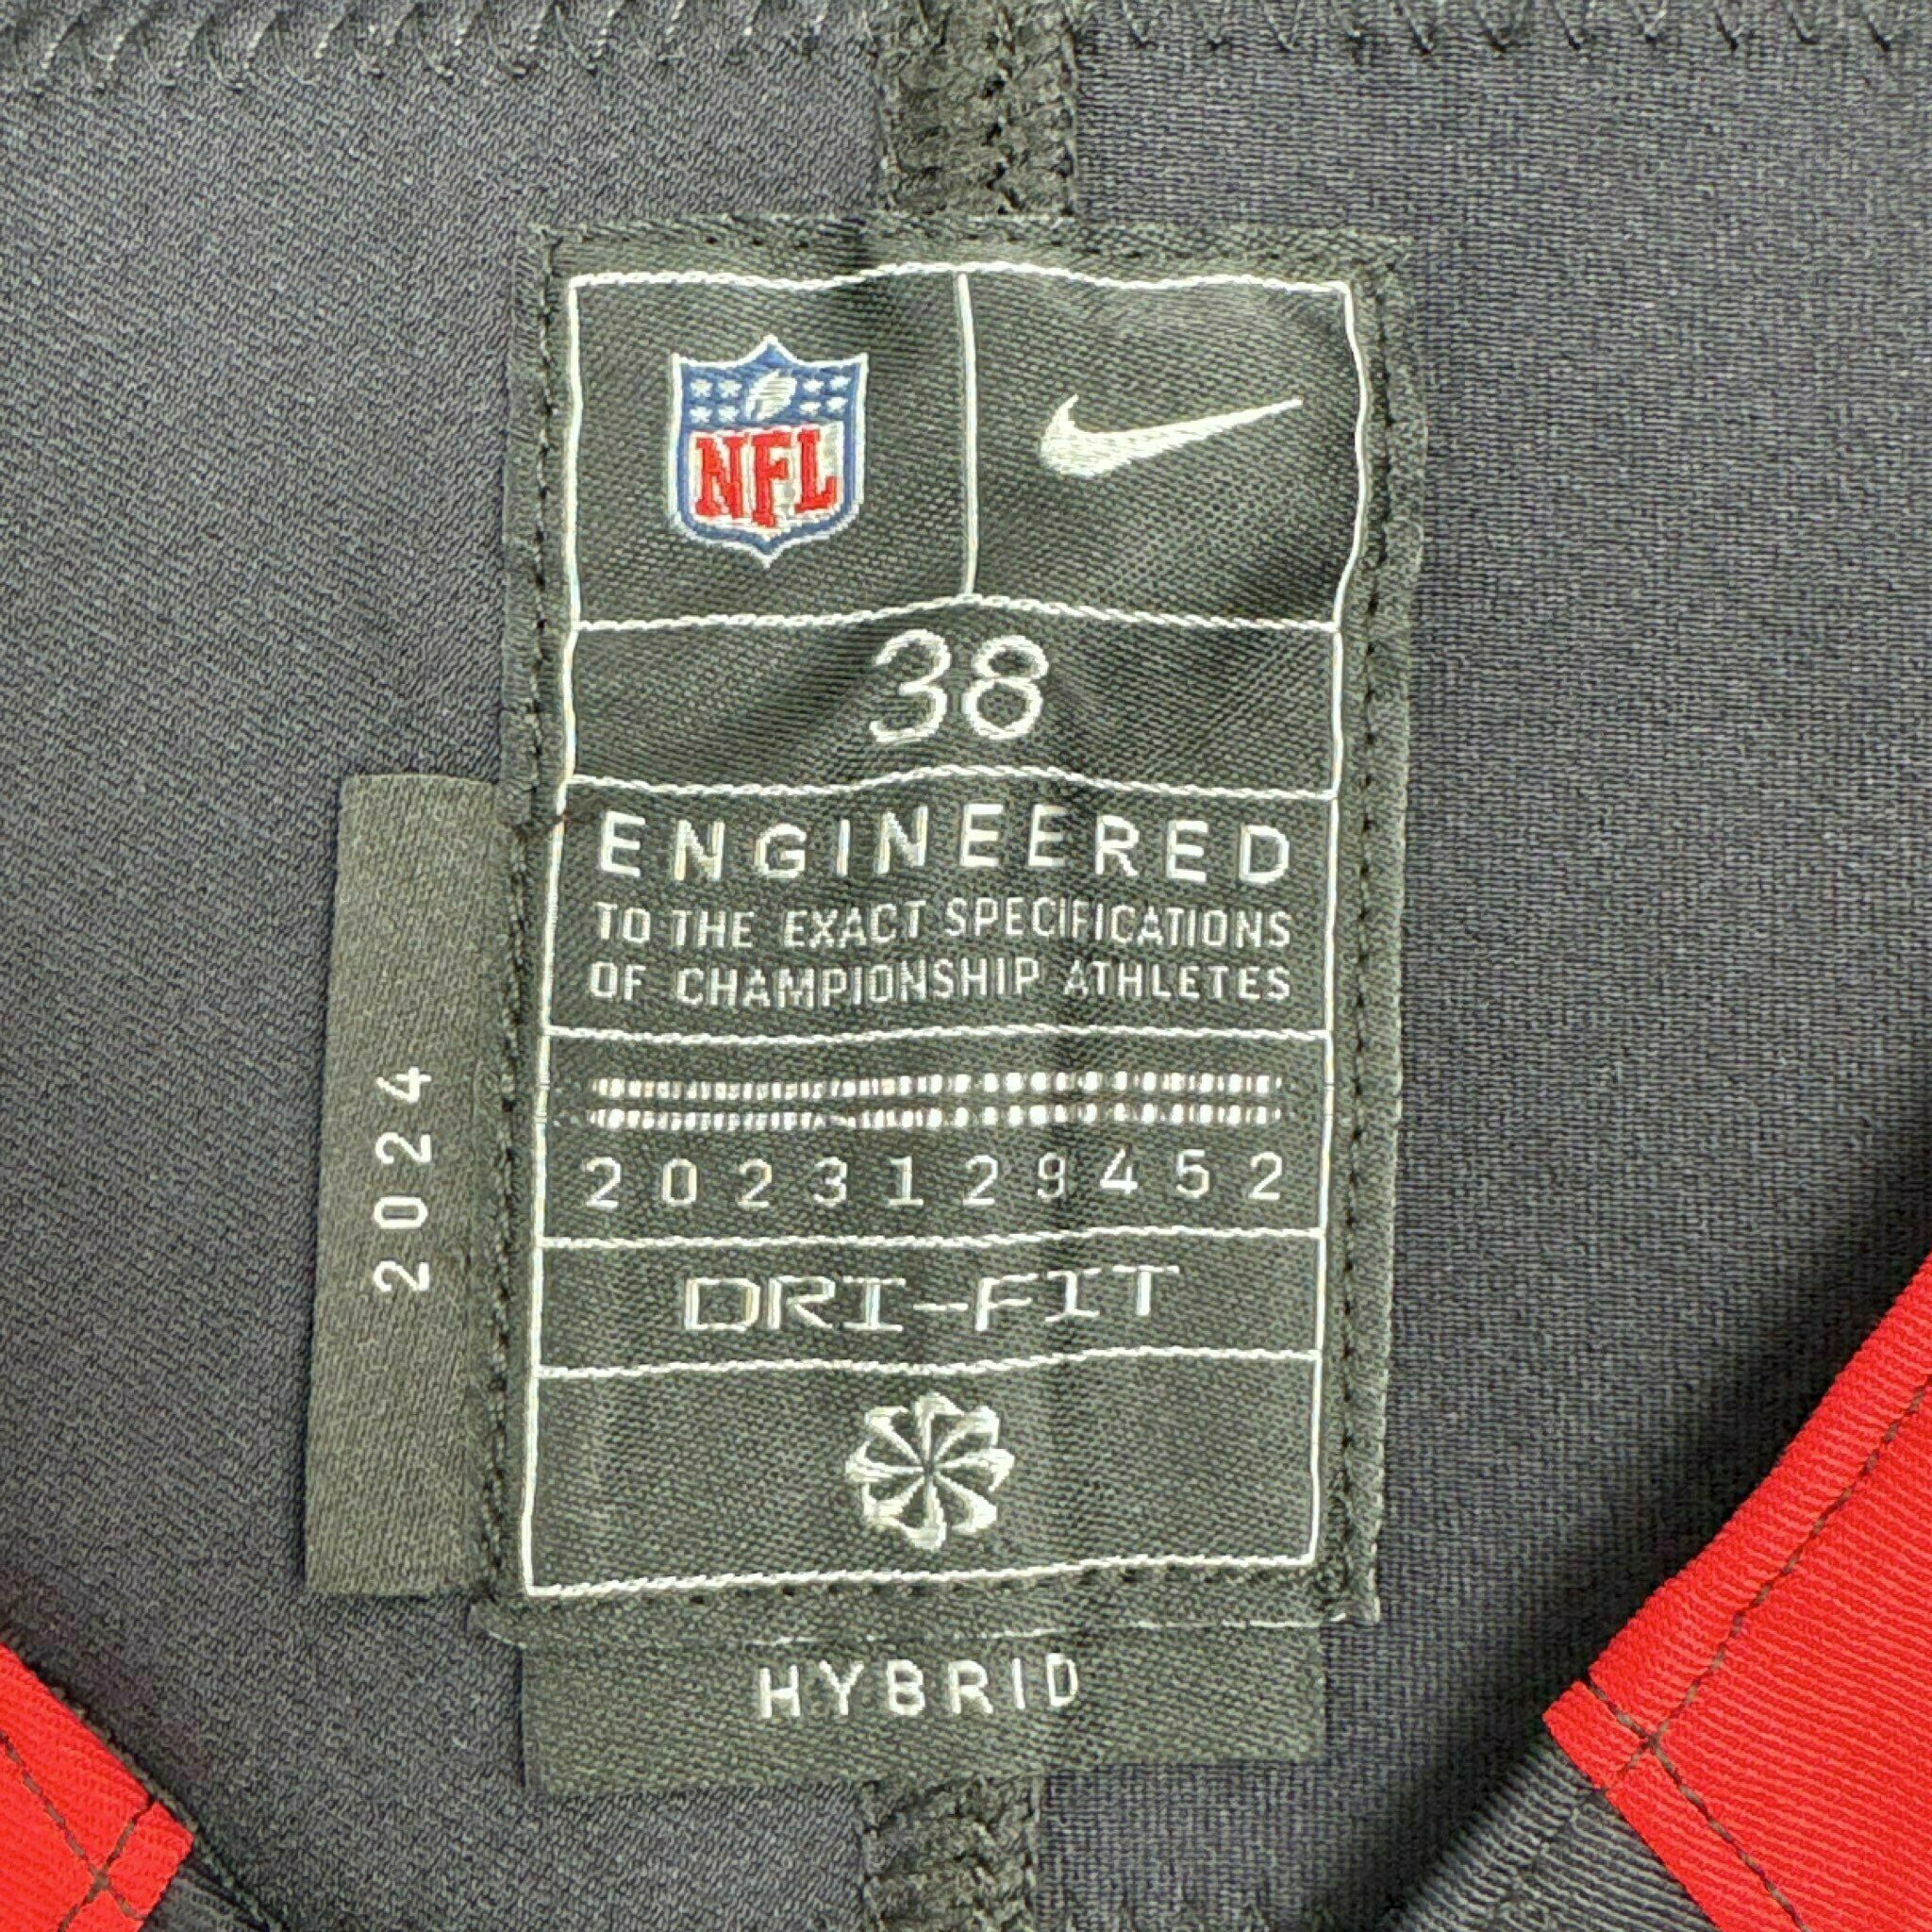 NFL
38
ENGINEERED
TO THE EXACT SPECIFICATIONS
OF CHAMPIONSHIP ATHLETES
2023129452
DRI-FIT
HYBRID
2024